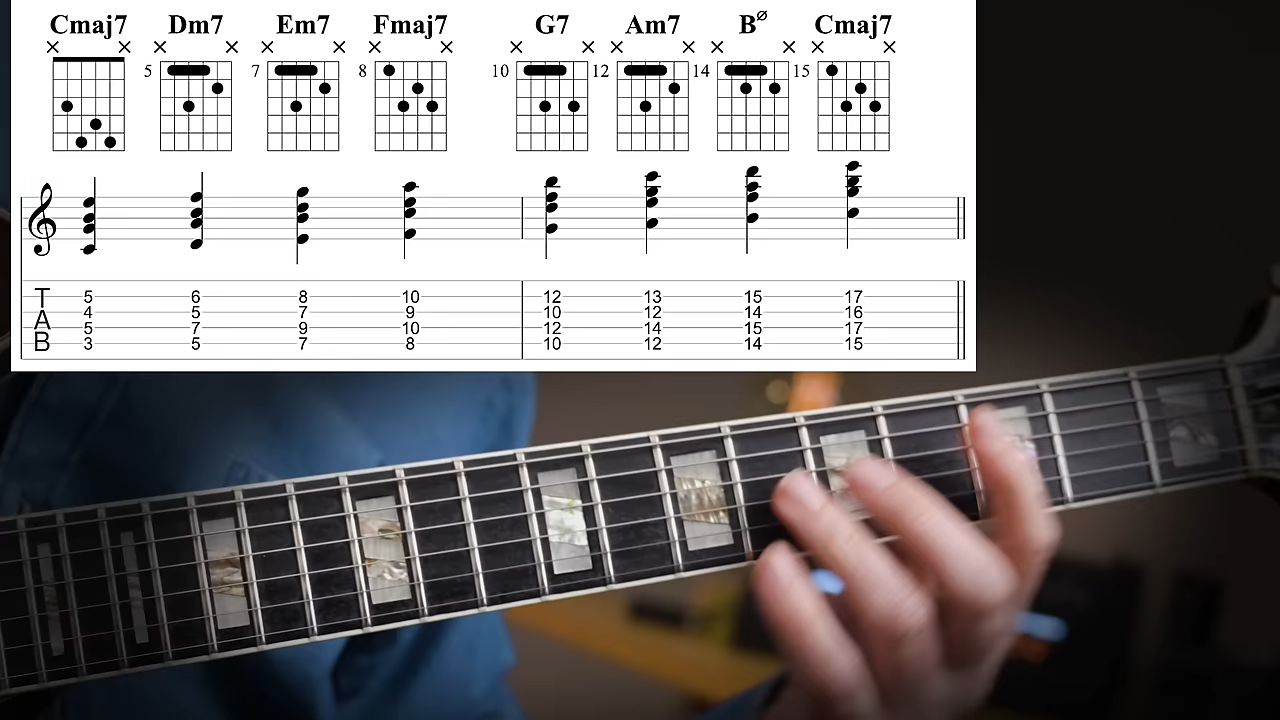 Cmaj7 Dm7 Em7 Fmaj7 G7 Am7 Bø Cmaj7
× × × × × × × × × × × × × × × ×
5 7 8 10 12 14 15
T 5 6 8 10 12 13 15 17
A 4 5 7 9 10 12 14 16
5 7 9 10 12 14 15 17
B 3 5 7 8 10 12 14 15